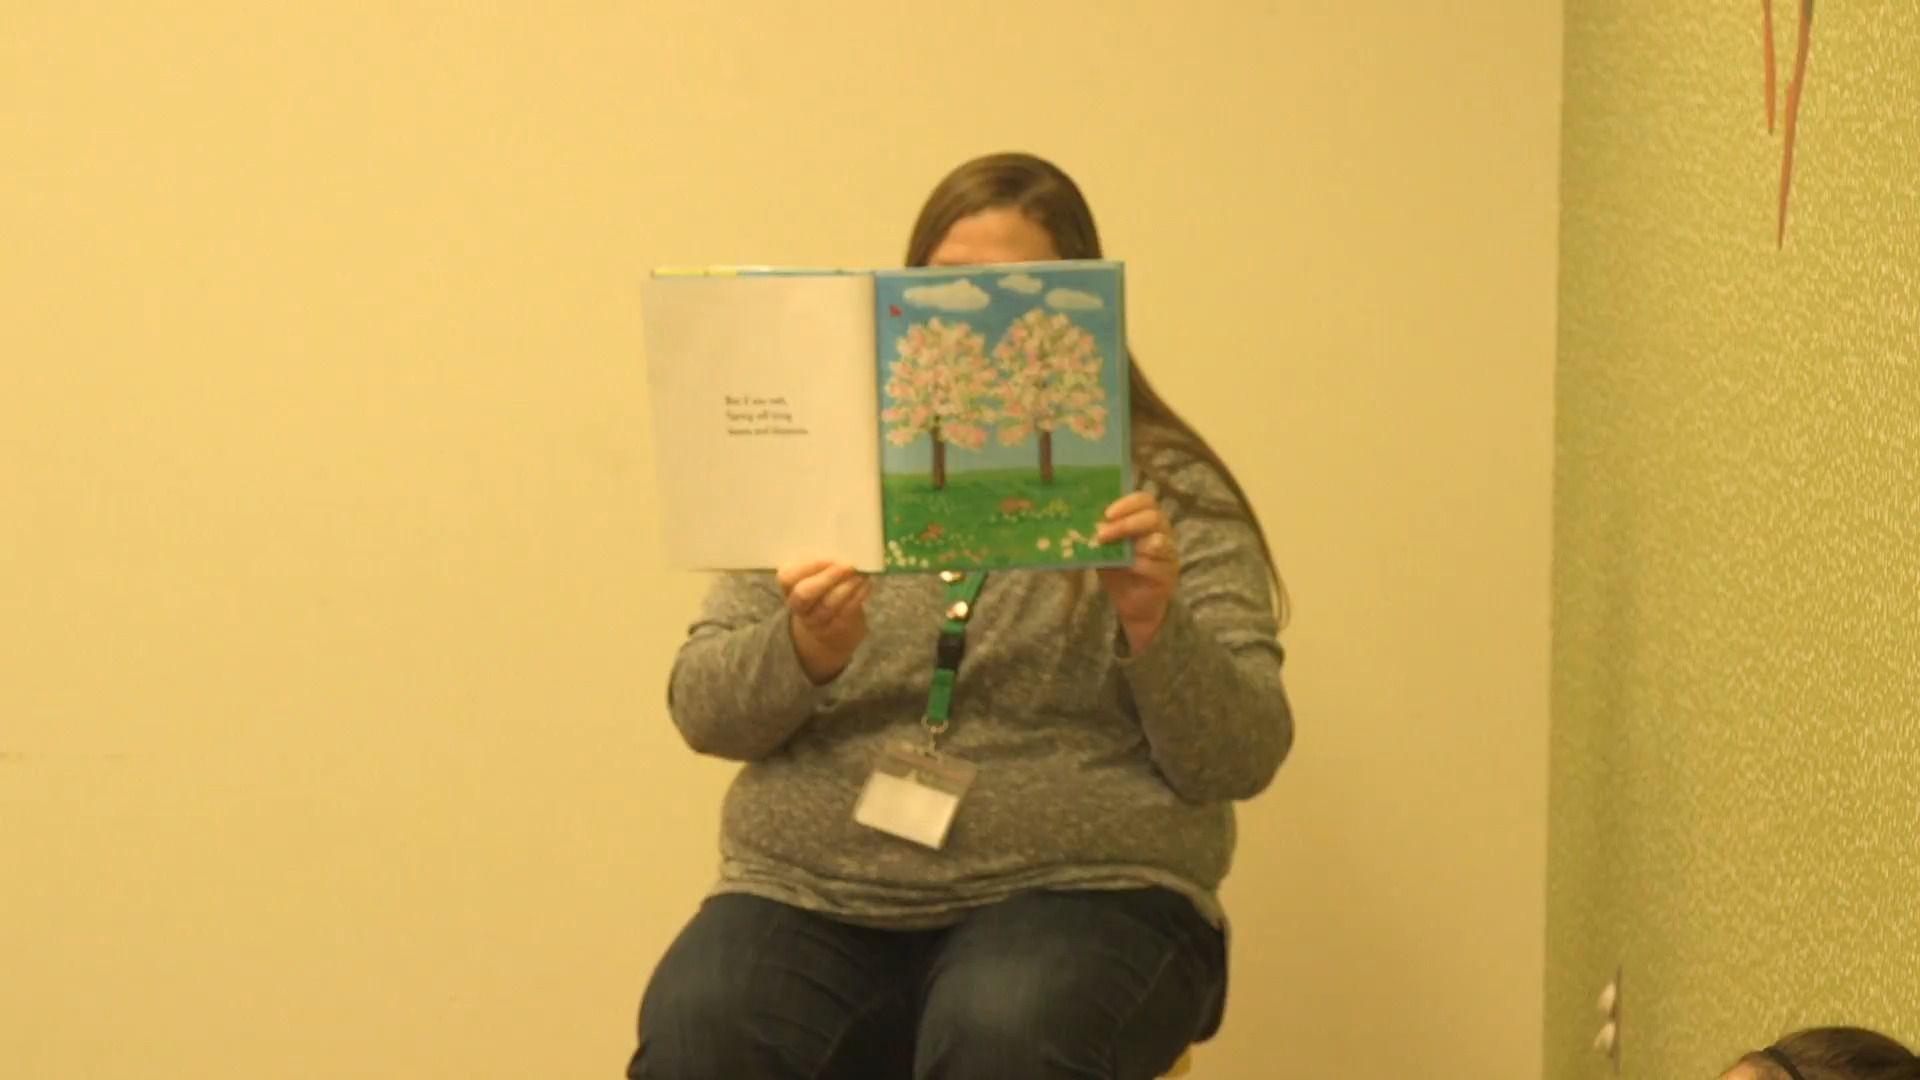 But if you wait,
Spring will bring
leaves and blossoms.